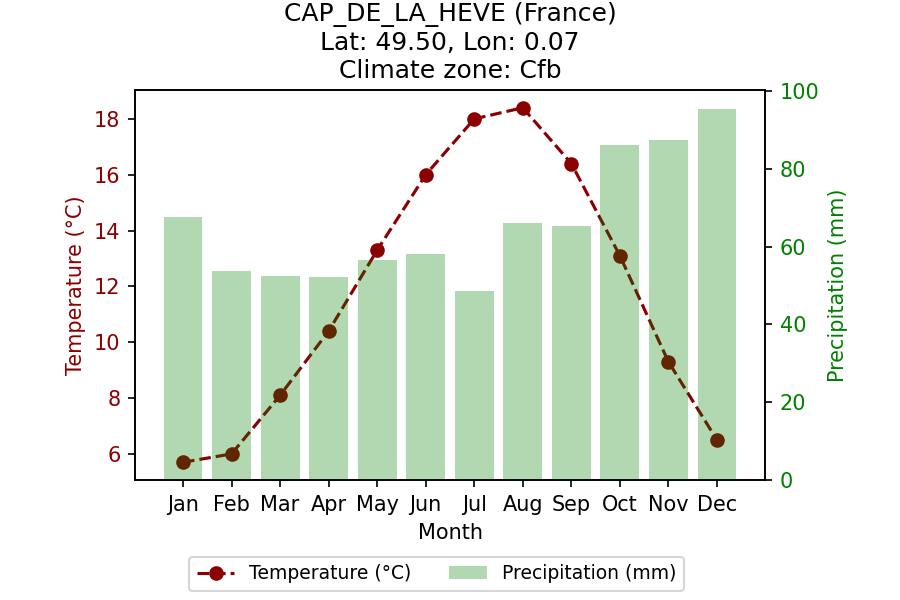 CAP_DE_LA_HEVE (France)
Lat: 49.50, Lon: 0.07
Climate zone: Cfb
Temperature (°C)
18
16
14
12
10
8
6
100
80
60
40
20
0
Precipitation (mm)
Jan Feb Mar Apr May Jun Jul Aug Sep Oct Nov Dec
Month
Temperature (°C) Precipitation (mm)